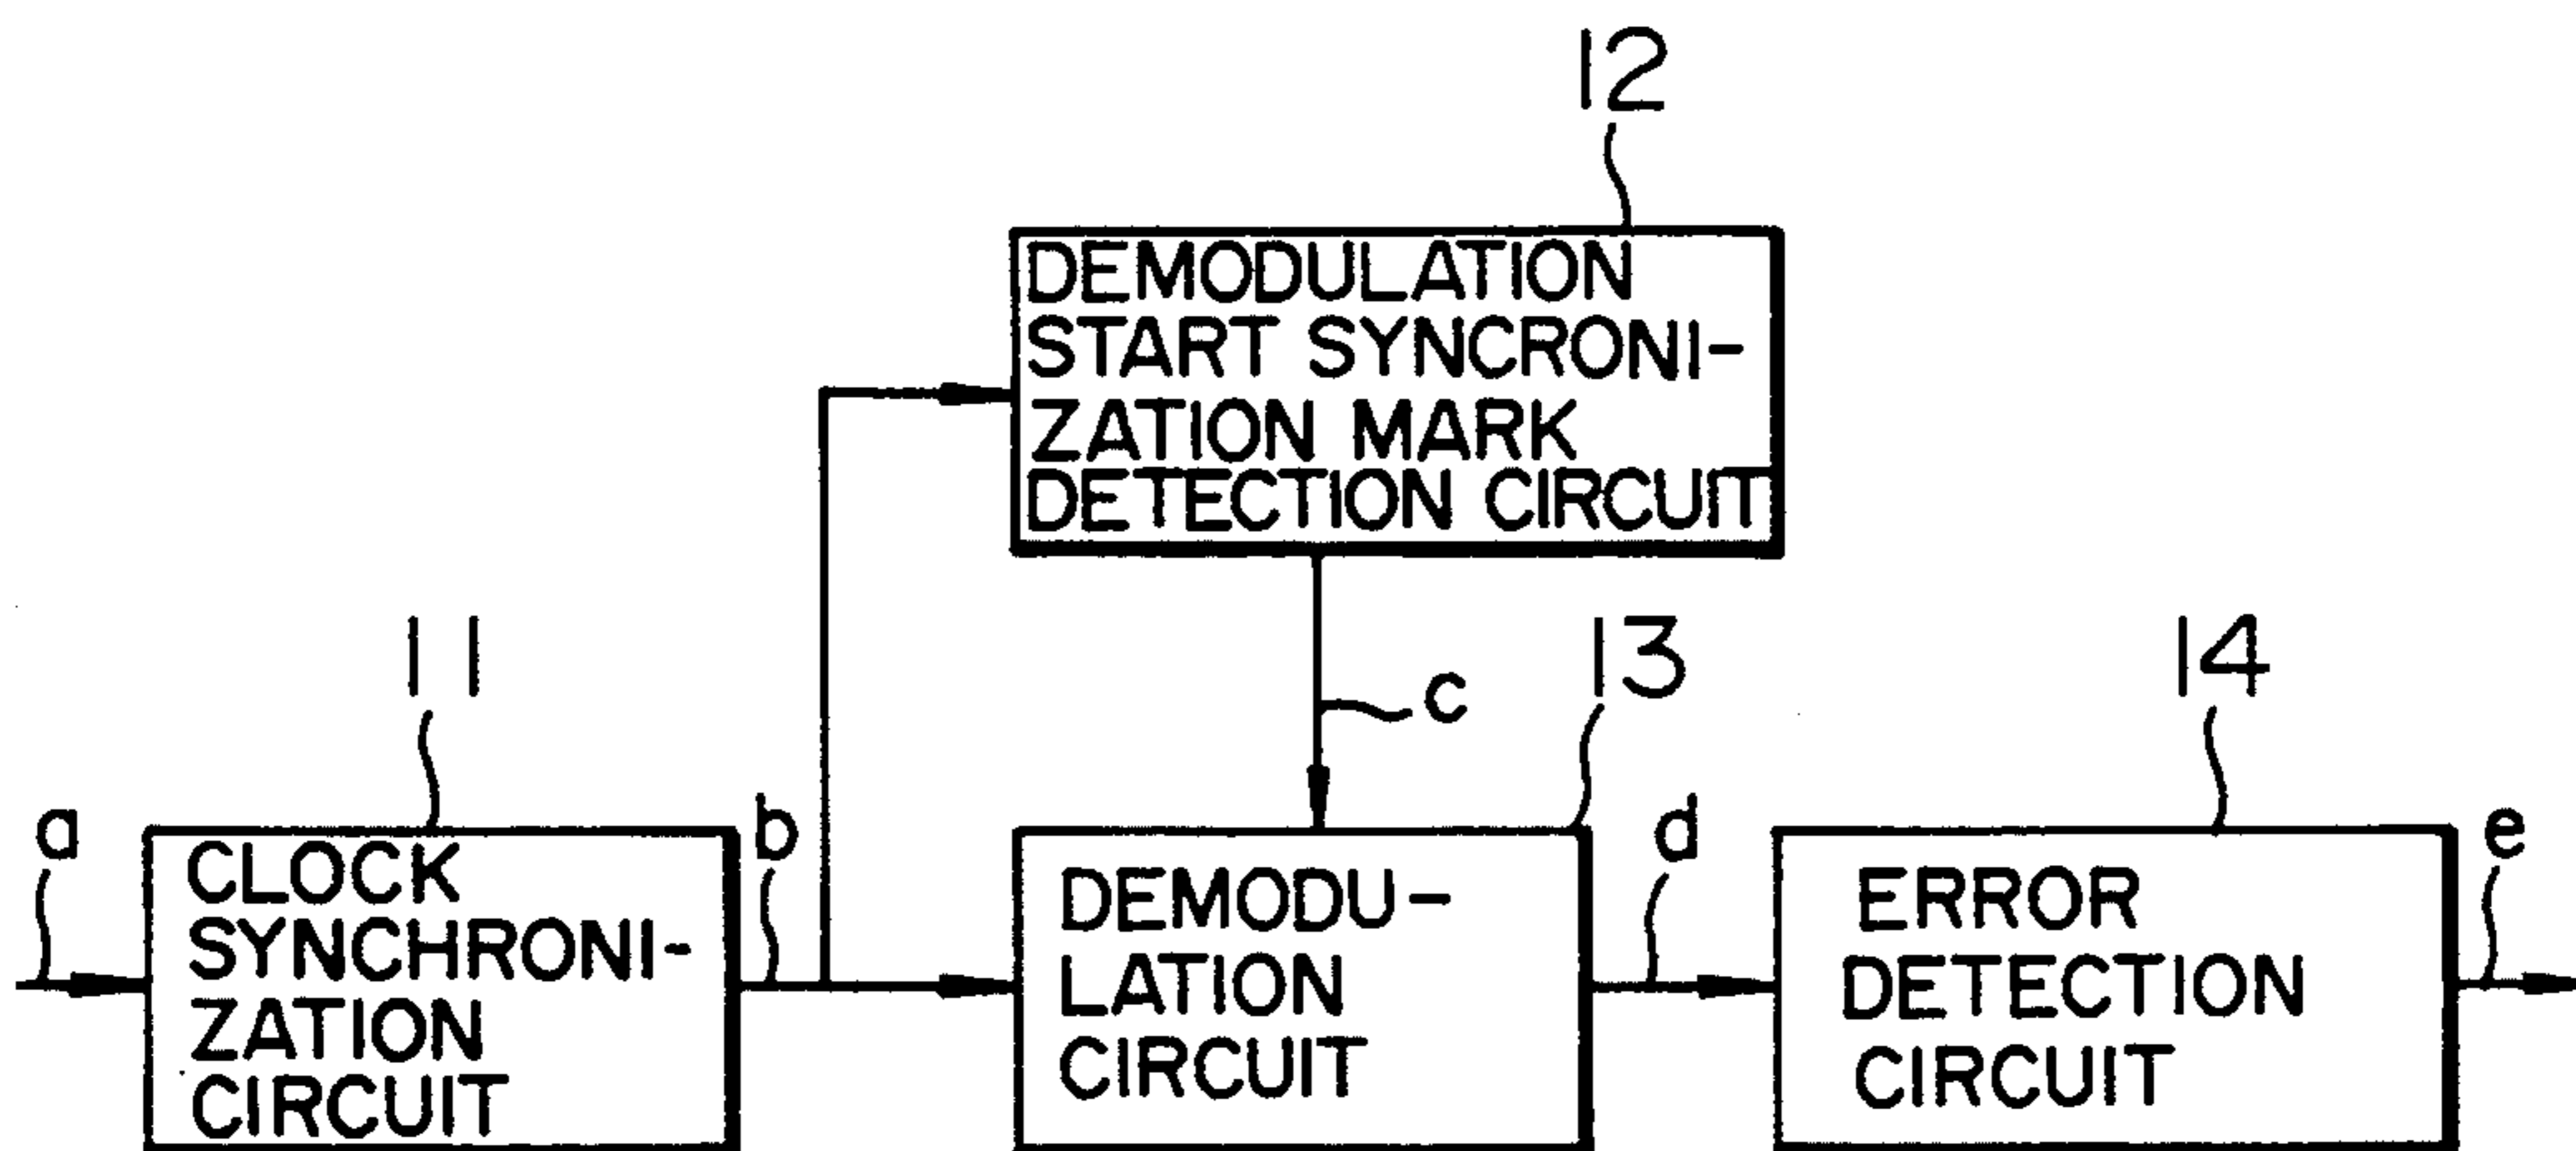 12
DEMODULATION
START SYNCRONI-
ZATION MARK
DETECTION CIRCUIT
11
c
13
14
a
b
d
e
CLOCK
SYNCHRONI-
ZATION
CIRCUIT
DEMODU-
LATION
CIRCUIT
ERROR
DETECTION
CIRCUIT